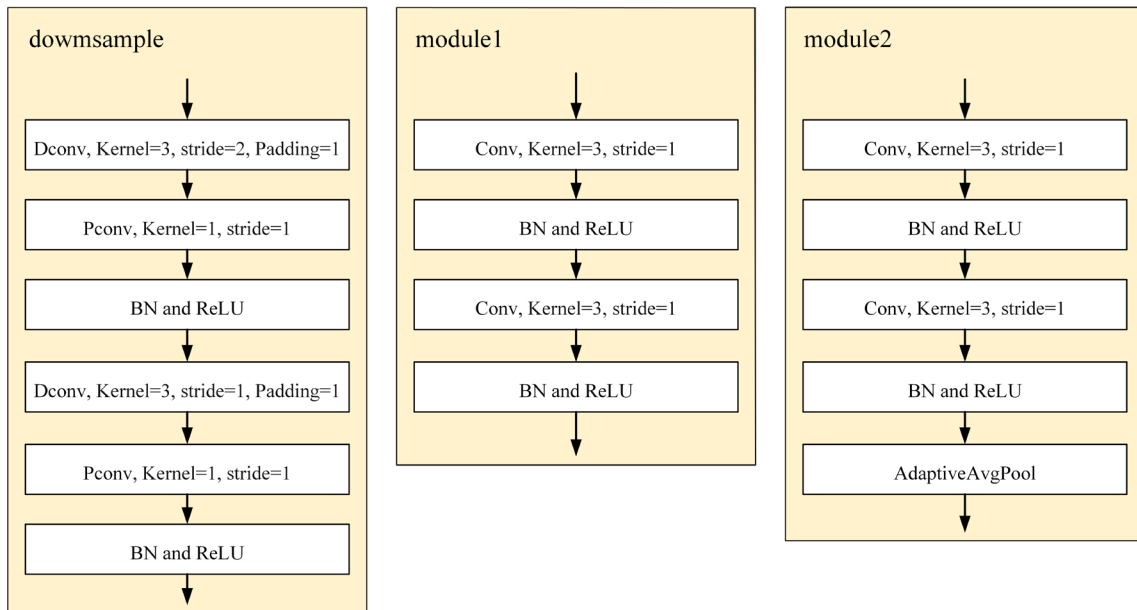 dowmsample
Dconv, Kernel=3, stride=2, Padding=1
Pconv, Kernel=1, stride=1
BN and ReLU
Dconv, Kernel=3, stride=1, Padding=1
Pconv, Kernel=1, stride=1
BN and ReLU
module1
Conv, Kernel=3, stride=1
BN and ReLU
Conv, Kernel=3, stride=1
BN and ReLU
module2
Conv, Kernel=3, stride=1
BN and ReLU
Conv, Kernel=3, stride=1
BN and ReLU
AdaptiveAvgPool